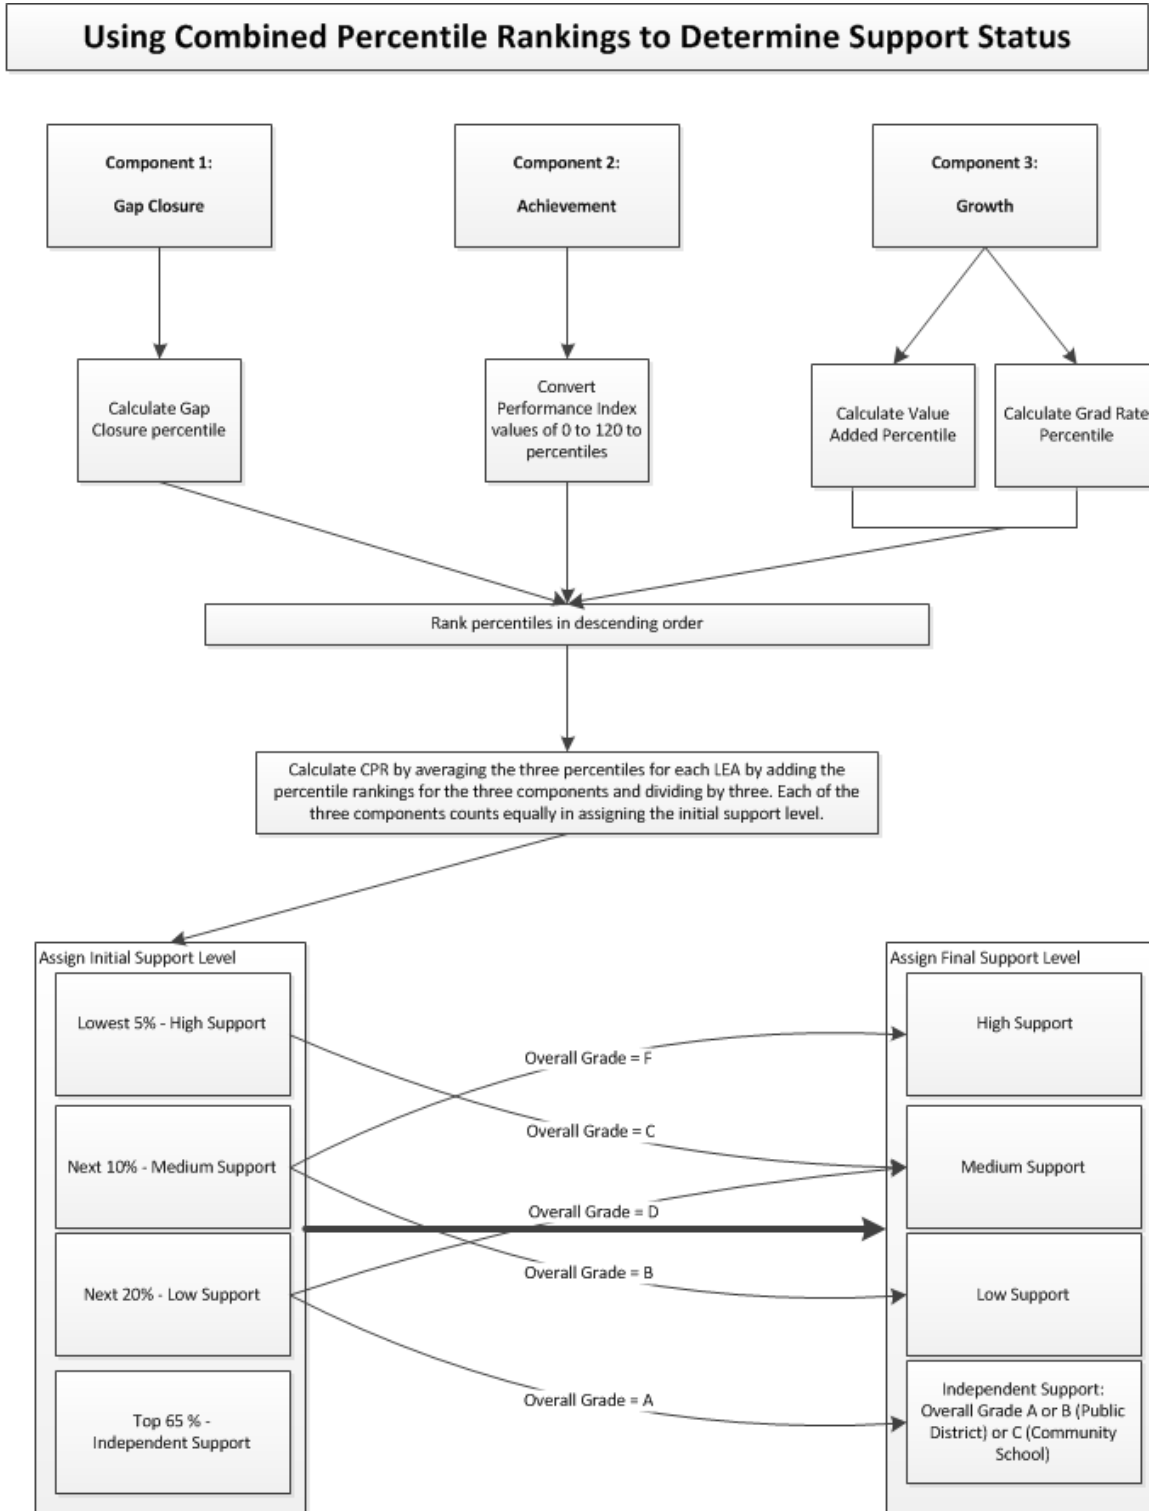 Using Combined Percentile Rankings to Determine Support Status
Component 1:
Gap Closure
Component 2:
Achievement
Component 3:
Growth
Calculate Gap
Closure percentile
Convert
Performance Index
values of 0 to 120 to
percentiles
Calculate Value
Added Percentile
Calculate Grad Rate
Percentile
Rank percentiles in descending order
Calculate CPR by averaging the three percentiles for each LEA by adding the
percentile rankings for the three components and dividing by three. Each of the
three components counts equally in assigning the initial support level.
Assign Initial Support Level
Lowest 5% - High Support
Next 10% - Medium Support
Next 20% - Low Support
Top 65 % -
Independent Support
Overall Grade = F
Overall Grade = C
Overall Grade = D
Overall Grade = B
Overall Grade = A
Assign Final Support Level
High Support
Medium Support
Low Support
Independent Support:
Overall Grade A or B (Public
District) or C (Community
School)